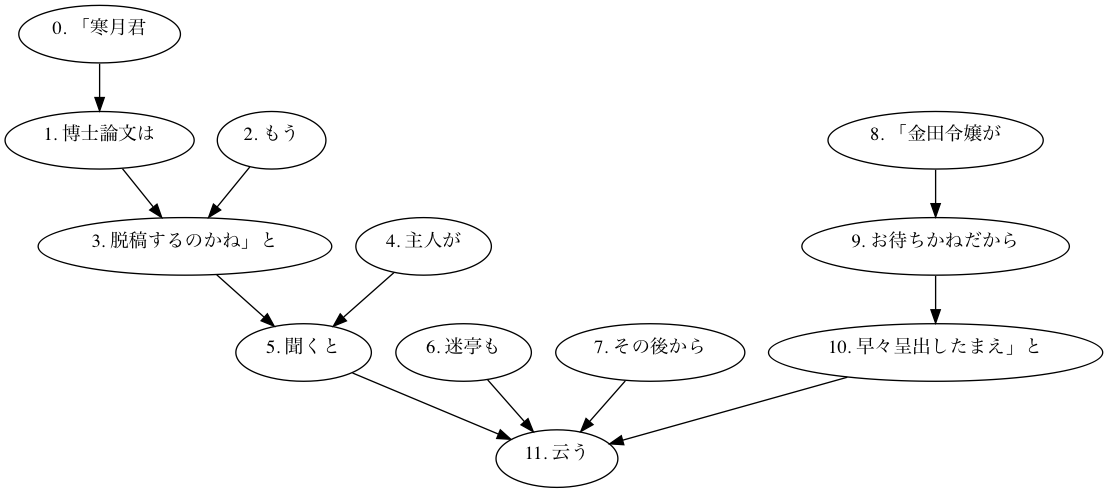 0. 「寒月君
1. 博士論文は
2. もう
8. 「金田令嬢が
3. 脱稿するのかね」と
4. 主人が
9. お待ちかねだから
5. 聞くと
6. 迷亭も
7. その後から
10. 早々呈出したまえ」と
11. 云う